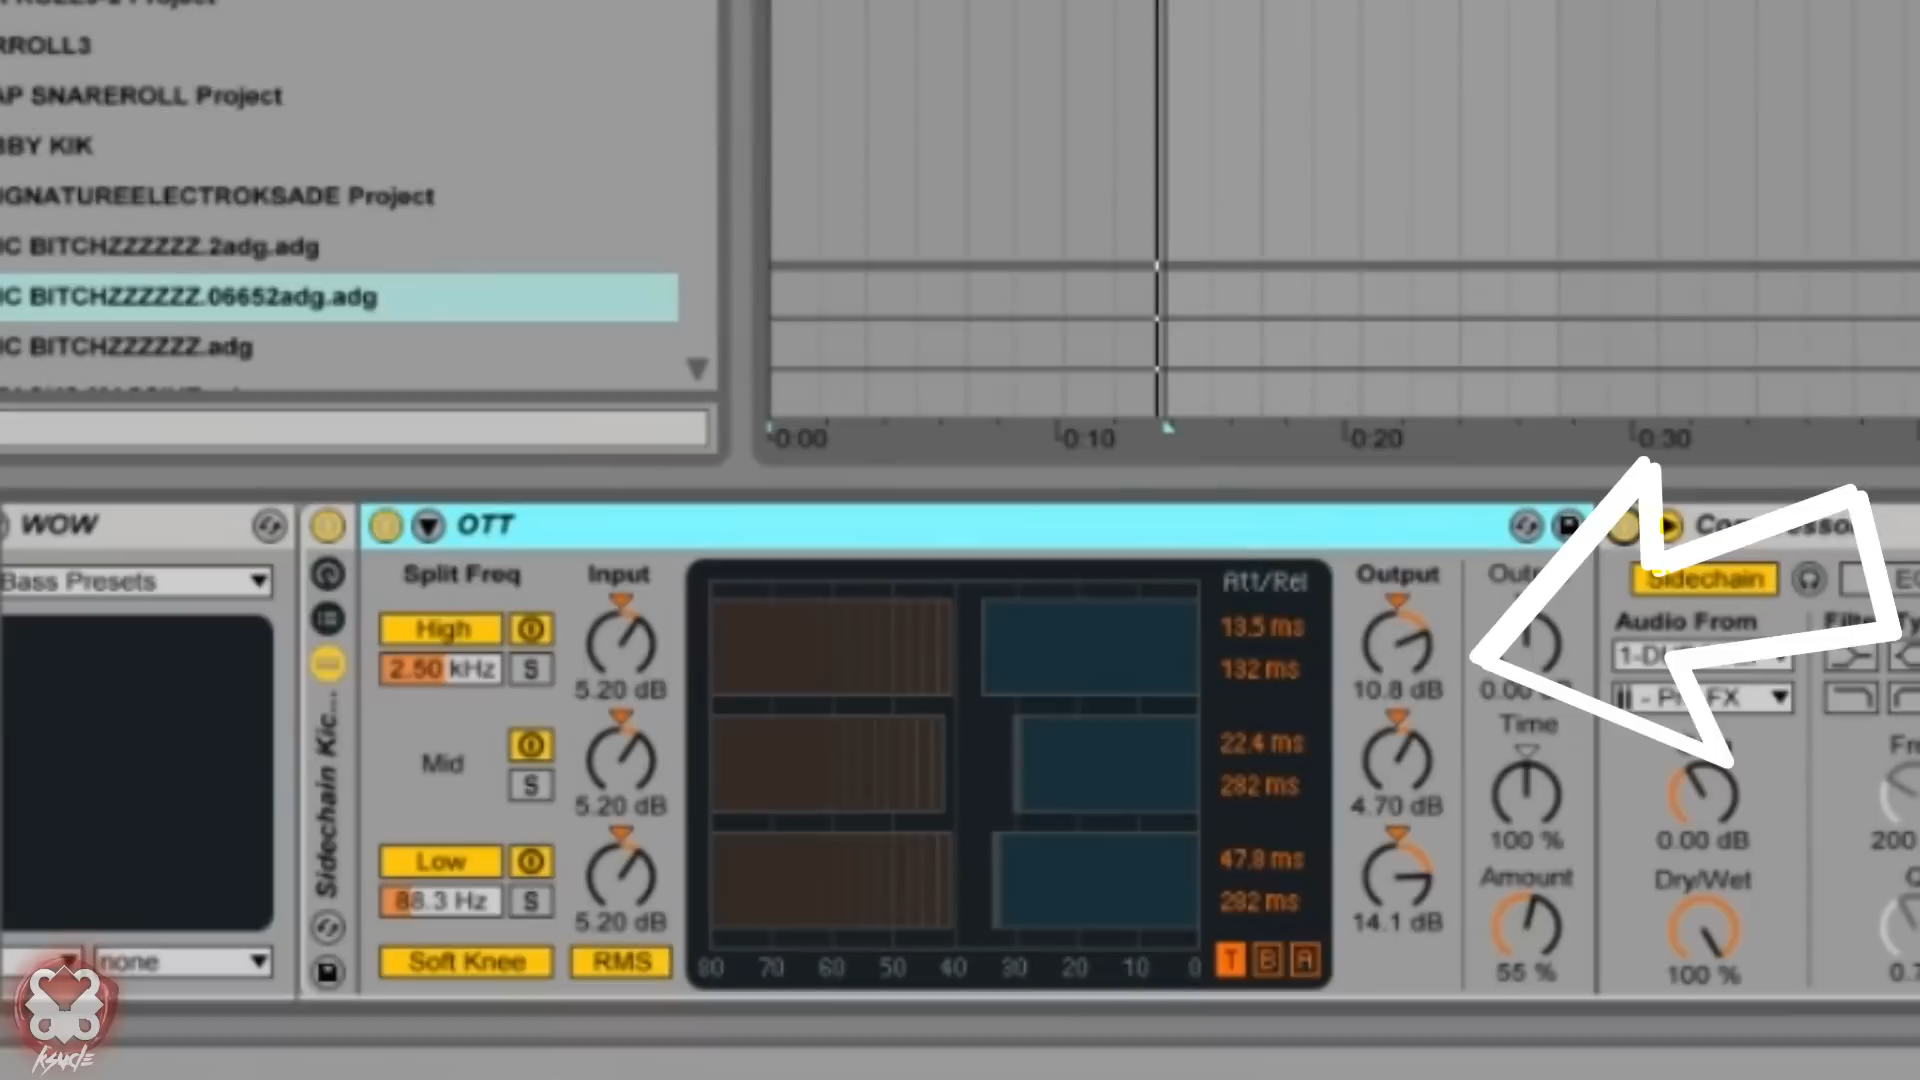 RROLL3
AP SNAREROLL Project
BBY KIK
IGNATUREELECTROKSADE Project
IC BITCHZZZZZZ.2adg.adg
IC BITCHZZZZZZ.06652adg.adg
IC BITCHZZZZZZ.adg
0:00 0:10 0:20 0:30
WOW
Bass Presets
none
Sidechain Kic...
OTT
Split Freq Input Att/Rel Output
High
2.50 kHz S
5.20 dB
13.5 ms
132 ms
10.8 dB
Mid
S
5.20 dB
22.4 ms
282 ms
4.70 dB
Low
88.3 Hz S
5.20 dB
47.8 ms
282 ms
14.1 dB
Soft Knee RMS
80 70 60 50 40 30 20 10 0
T B A
Time
100 %
Amount
55 %
Sidechain
Audio From
0.00 dB
Dry/Wet
100 %
200
ksade